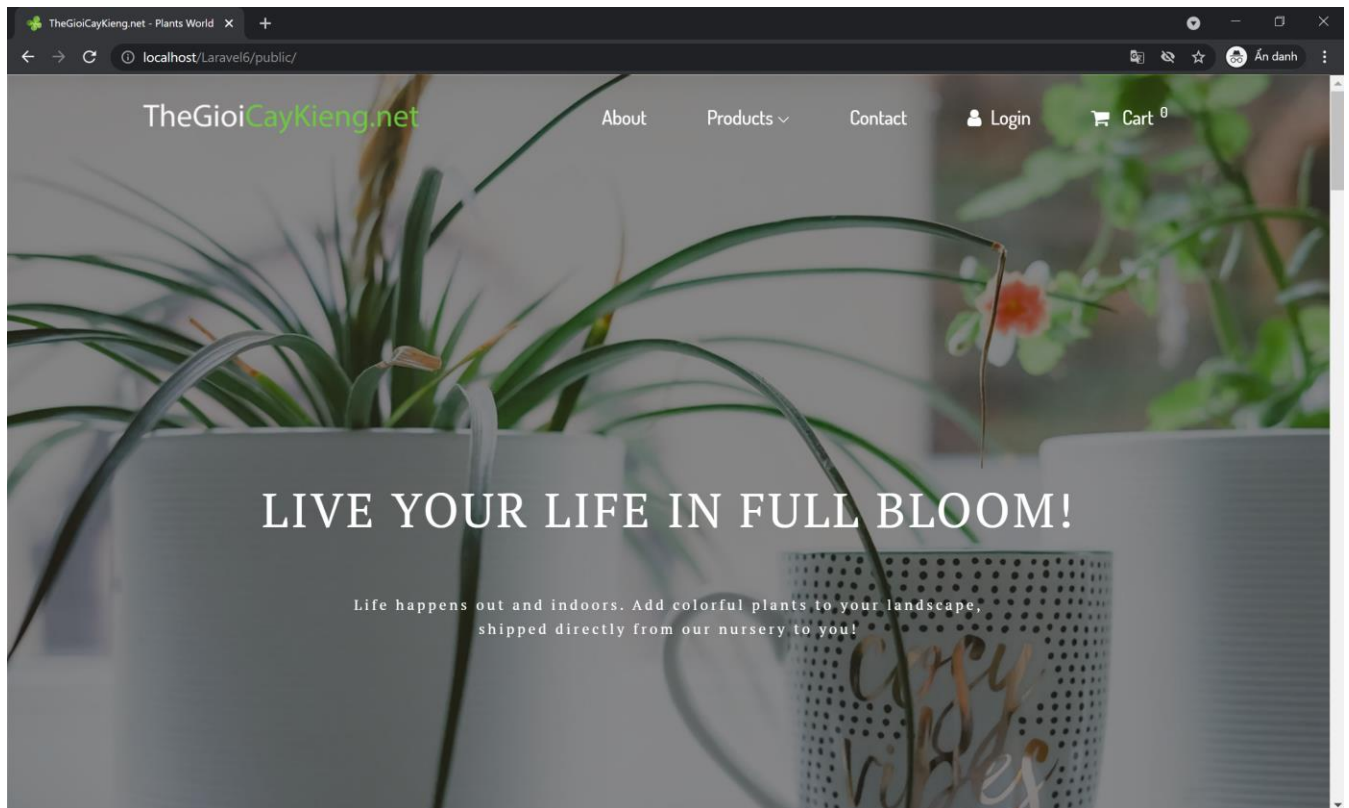 TheGioiCayKieng.net - Plants World
localhost/Laravel6/public/
Ẩn danh
TheGioiCayKieng.net
About
Products
Contact
Login
Cart 0
LIVE YOUR LIFE IN FULL BLOOM!
Life happens out and indoors. Add colorful plants to your landscape,
shipped directly from our nursery to you!
cozy
vibes